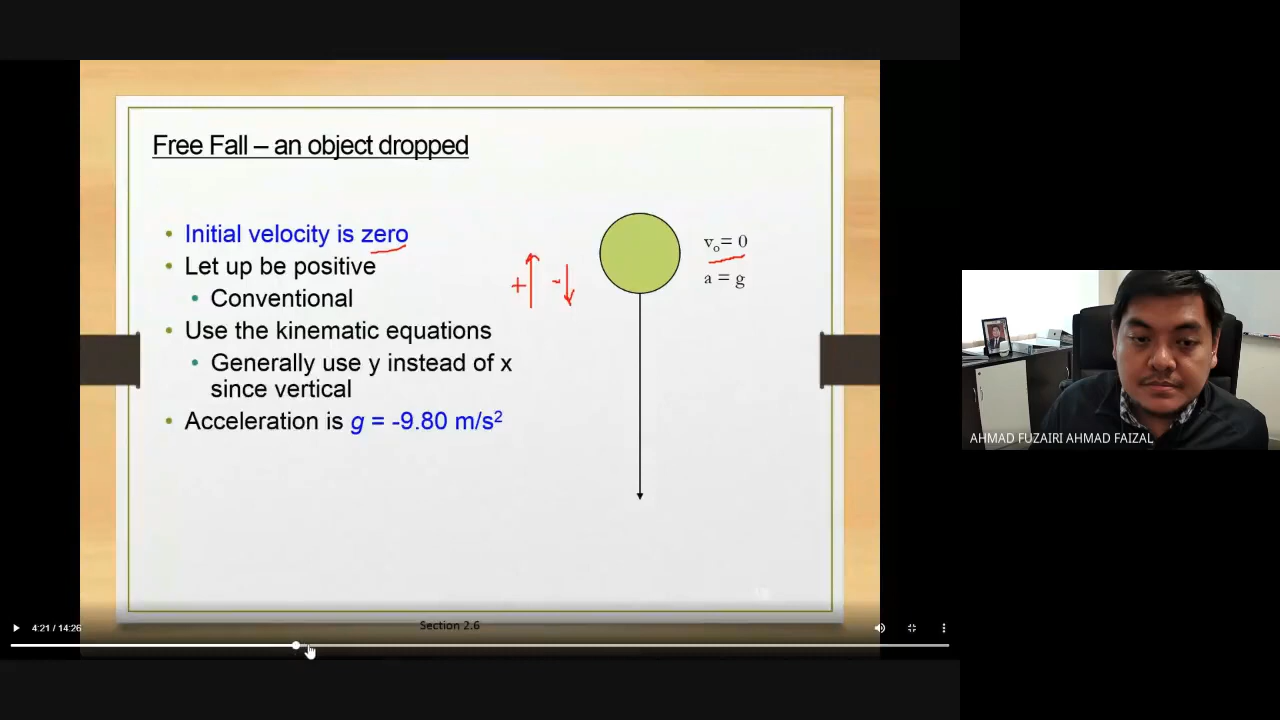 Free Fall – an object dropped
• Initial velocity is zero
• Let up be positive
• Conventional
• Use the kinematic equations
• Generally use y instead of x
since vertical
• Acceleration is g = -9.80 m/s²
+ -
vₒ= 0
a = g
Section 2.6
4:21 / 14:26
AHMAD FUZAIRI AHMAD FAIZAL